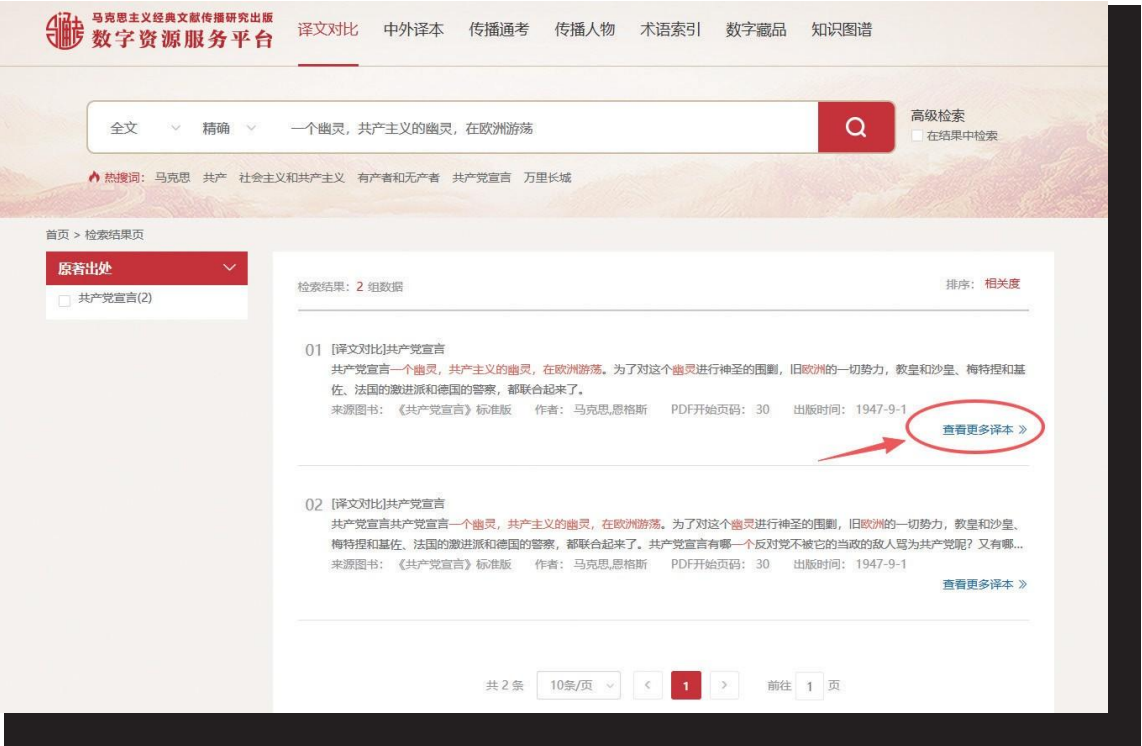 马克思主义经典文献传播研究出版
数字资源服务平台
译文对比 中外译本 传播通考 传播人物 术语索引 数字藏品 知识图谱
全文 精确 一个幽灵，共产主义的幽灵，在欧洲游荡
高级检索
在结果中检索
热搜词： 马克思 共产 社会主义和共产主义 有产者和无产者 共产党宣言 万里长城
首页 > 检索结果页
原著出处
共产党宣言(2)
检索结果：2 组数据
排序： 相关度
01 [译文对比]共产党宣言
共产党宣言一个幽灵，共产主义的幽灵，在欧洲游荡。为了对这个幽灵进行神圣的围剿，旧欧洲的一切势力，教皇和沙皇、梅特捏和基
佐、法国的激进派和德国的警察，都联合起来了。
来源图书： 《共产党宣言》标准版 作者： 马克思,恩格斯 PDF开始页码： 30 出版时间： 1947-9-1
查看更多译本 》
02 [译文对比]共产党宣言
共产党宣言共产党宣言一个幽灵，共产主义的幽灵，在欧洲游荡。为了对这个幽灵进行神圣的围剿，旧欧洲的一切势力，教皇和沙皇、
梅特捏和基佐、法国的激进派和德国的警察，都联合起来了。共产党宣言有哪一个反对党不被它的当政的敌人骂为共产党呢？又有哪...
来源图书： 《共产党宣言》标准版 作者： 马克思,恩格斯 PDF开始页码： 30 出版时间： 1947-9-1
查看更多译本 》
共 2 条 10条/页 < 1 > 前往 1 页